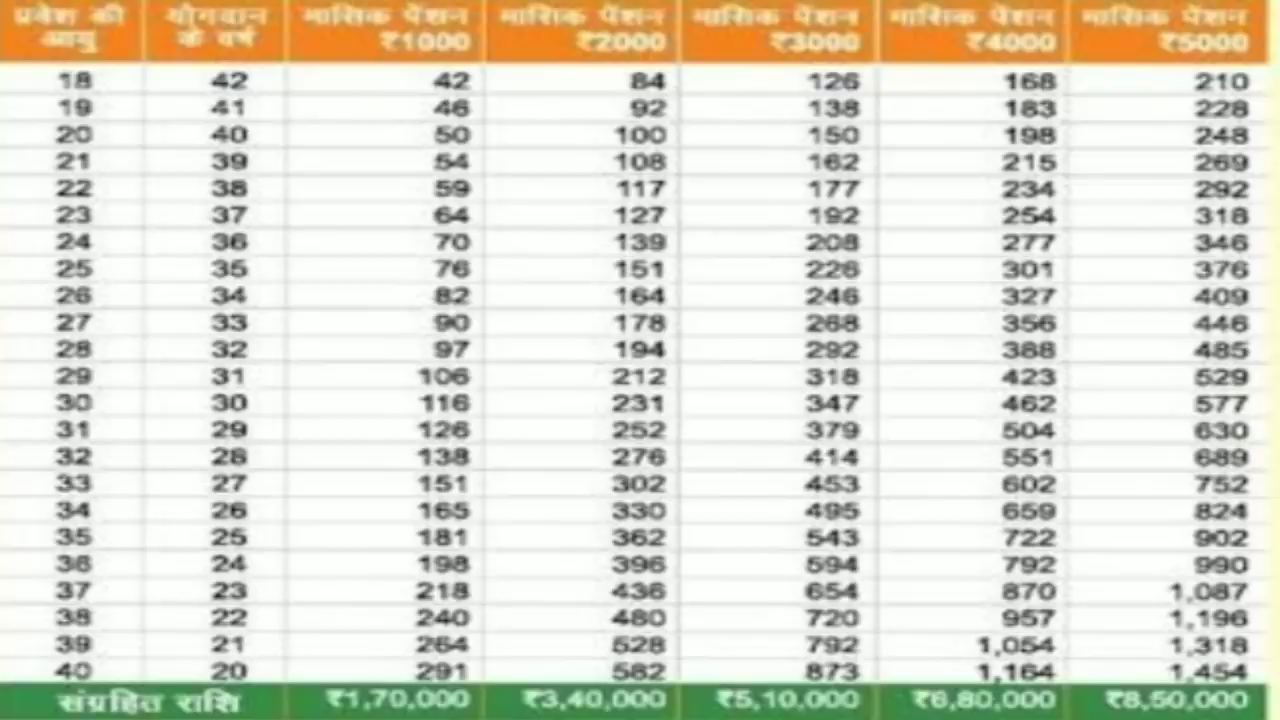 प्रवेश की आयु योगदान के वर्ष मासिक पेंशन ₹1000 मासिक पेंशन ₹2000 मासिक पेंशन ₹3000 मासिक पेंशन ₹4000 मासिक पेंशन ₹5000
18 42 42 84 126 168 210
19 41 46 92 138 183 228
20 40 50 100 150 198 248
21 39 54 108 162 215 269
22 38 59 117 177 234 292
23 37 64 127 192 254 318
24 36 70 139 208 277 346
25 35 76 151 226 301 376
26 34 82 164 246 327 409
27 33 90 178 268 356 446
28 32 97 194 292 388 485
29 31 106 212 318 423 529
30 30 116 231 347 462 577
31 29 126 252 379 504 630
32 28 138 276 414 551 689
33 27 151 302 453 602 752
34 26 165 330 495 659 824
35 25 181 362 543 722 902
36 24 198 396 594 792 990
37 23 218 436 654 870 1,087
38 22 240 480 720 957 1,196
39 21 264 528 792 1,054 1,318
40 20 291 582 873 1,164 1,454
संग्रहित राशि ₹1,70,000 ₹3,40,000 ₹5,10,000 ₹6,80,000 ₹8,50,000